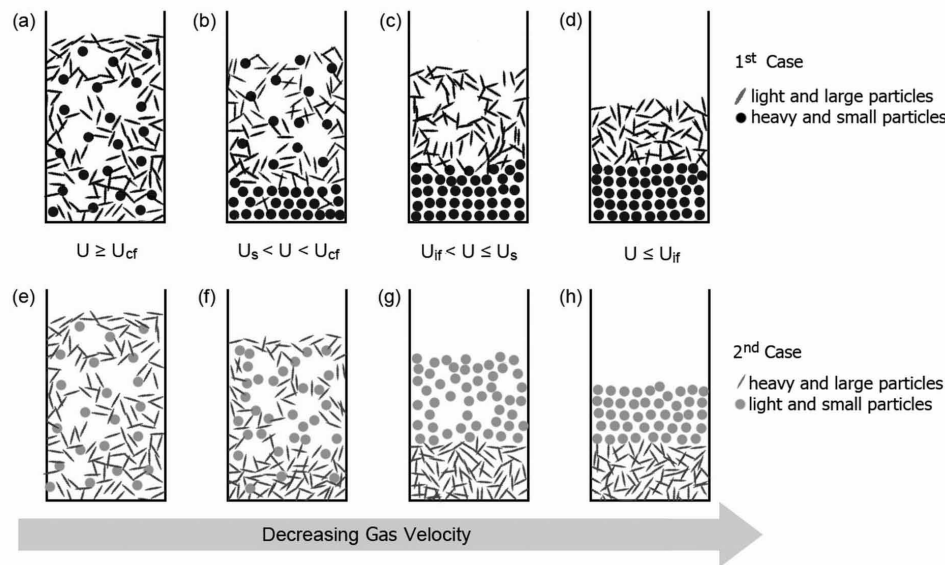 (a)
(b)
(c)
(d)
1st Case
light and large particles
heavy and small particles
U ≥ Ucf
Us < U < Ucf
Uif < U ≤ Us
U ≤ Uif
(e)
(f)
(g)
(h)
2nd Case
heavy and large particles
light and small particles
Decreasing Gas Velocity